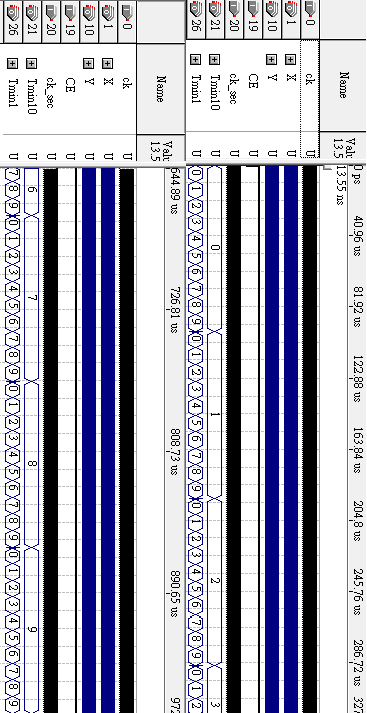 Name Valu 13.5 0 ps 40.96 us 81.92 us 122.88 us 163.84 us 204.8 us 245.76 us 286.72 us 327
13.55 ns
0 ck U
1 X U
10 Y U
19 CE U
20 ck_sec U
21 Tmin10 U 0 1 2 3
26 Tmin1 U 0 1 2 3 4 5 6 7 8 9 0 1 2 3 4 5 6 7 8 9 0 1 2 3 4 5 6 7 8 9 0 1 2
Name Valu 13.5 644.89 us 726.81 us 808.73 us 890.65 us 972
0 ck U
1 X U
10 Y U
19 CE U
20 ck_sec U
21 Tmin10 U 6 7 8 9
26 Tmin1 U 7 8 9 0 1 2 3 4 5 6 7 8 9 0 1 2 3 4 5 6 7 8 9 0 1 2 3 4 5 6 7 8 9